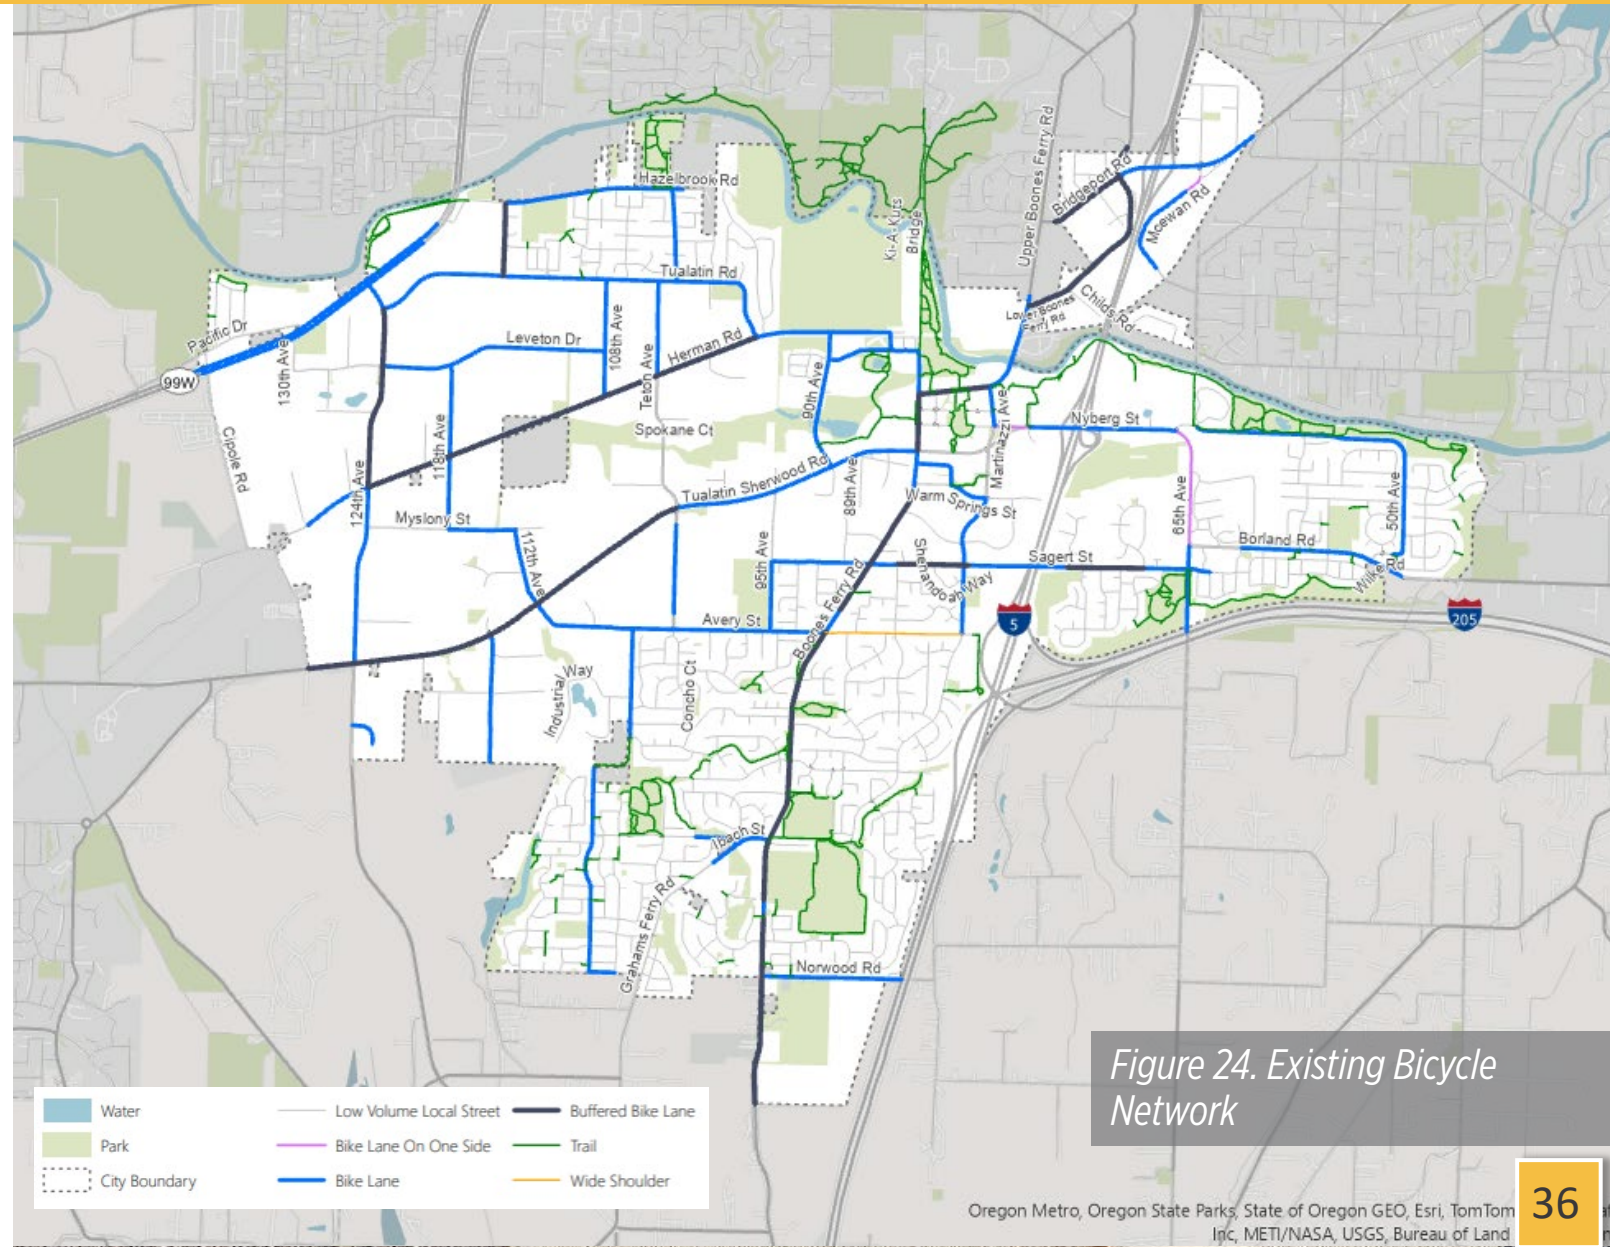 Hazelbrook Rd
Upper Boones Ferry Rd
Bridgeport Rd
Mcewan Rd
Ki-A-Kuts
Bridge
Tualatin Rd
Lower Boones
Ferry Rd
Childs Rd
Pacific Dr
99W
130th Ave
Leveton Dr
108th Ave
Teton Ave
Herman Rd
90th Ave
Martinazzi Ave
Nyberg St
Cipole Rd
118th Ave
Spokane Ct
124th Ave
Myslony St
Tualatin Sherwood Rd
89th Ave
Warm Springs St
65th Ave
50th Ave
Borland Rd
Wilke Rd
112th Ave
95th Ave
Shenandoah Way
Sagert St
Avery St
Boones Ferry Rd
5
205
Industrial
Way
Concho Ct
Ibach St
Grahams Ferry Rd
Norwood Rd
Figure 24. Existing Bicycle
Network
Water
Low Volume Local Street
Buffered Bike Lane
Park
Bike Lane On One Side
Trail
City Boundary
Bike Lane
Wide Shoulder
36
Oregon Metro, Oregon State Parks, State of Oregon GEO, Esri, TomTom
Inc, METI/NASA, USGS, Bureau of Land